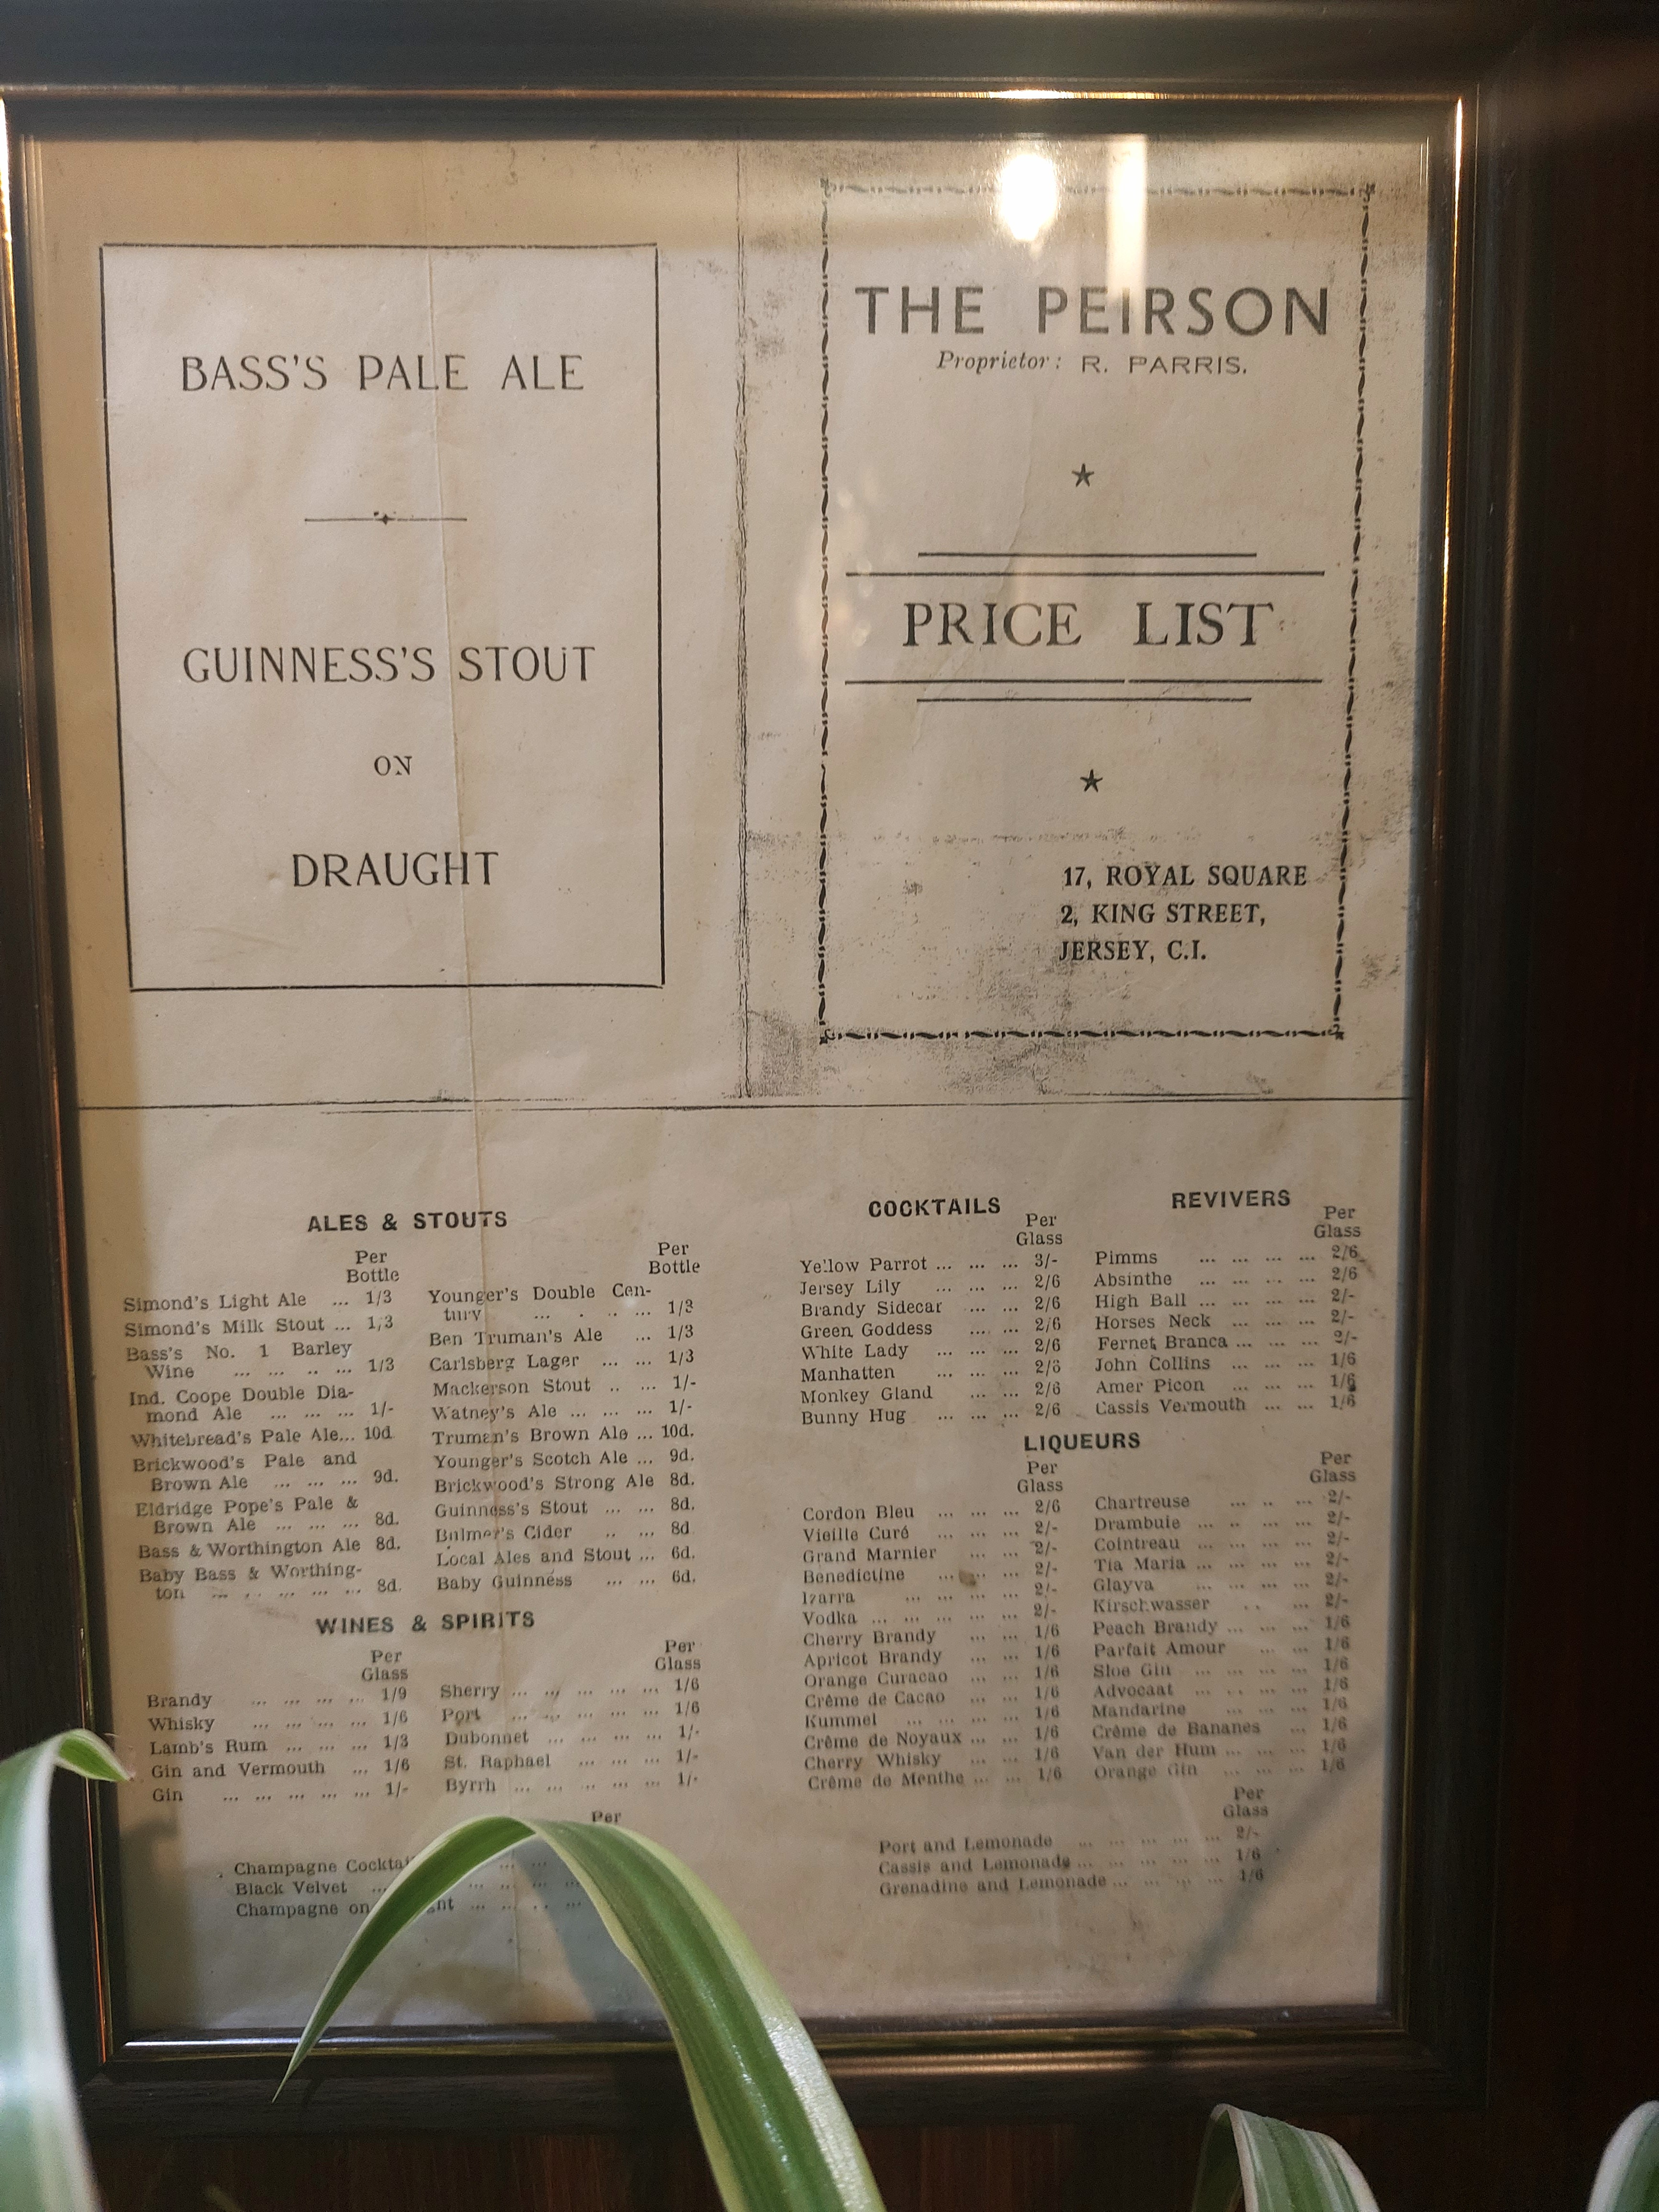 BASS'S PALE ALE
GUINNESS'S STOUT
ON
DRAUGHT
THE PEIRSON
Proprietor: R. PARRIS.
PRICE LIST
17, ROYAL SQUARE
2, KING STREET,
JERSEY, C.I.
ALES & STOUTS
Per
Bottle
Simond's Light Ale ... 1/3
Simond's Milk Stout ... 1/3
Bass's No. 1 Barley
Wine ... ... ... 1/3
Ind. Coope Double Dia-
mond Ale ... ... ... 1/-
Whitebread's Pale Ale... 10d.
Brickwood's Pale and
Brown Ale ... ... ... 9d.
Eldridge Pope's Pale &
Brown Ale ... ... ... 8d.
Bass & Worthington Ale 8d.
Baby Bass & Worthing-
ton ... ... ... ... ... 8d.
Per
Bottle
Younger's Double Cen-
tury ... ... ... 1/3
Ben Truman's Ale ... 1/3
Carlsberg Lager ... ... 1/3
Mackerson Stout ... ... 1/-
Watney's Ale ... ... ... 1/-
Truman's Brown Ale ... 10d.
Younger's Scotch Ale ... 9d.
Brickwood's Strong Ale 8d.
Guinness's Stout ... ... 8d.
Bulmer's Cider ... ... 8d
Local Ales and Stout ... 6d.
Baby Guinness ... ... 6d.
WINES & SPIRITS
Per
Glass
Brandy ... ... ... ... 1/9
Whisky ... ... ... ... 1/6
Lamb's Rum ... ... ... 1/3
Gin and Vermouth ... 1/6
Gin ... ... ... ... ... 1/-
Per
Glass
Sherry ... ... ... ... ... 1/6
Port ... ... ... ... ... 1/6
Dubonnet ... ... ... ... 1/-
St. Raphael ... ... ... 1/-
Byrrh ... ... ... ... ... 1/-
Per
Champagne
Black Velvet ...
Champagne on
COCKTAILS
Per
Glass
Yellow Parrot ... ... ... 3/-
Jersey Lily ... ... ... 2/6
Brandy Sidecar ... ... 2/6
Green Goddess ... ... 2/6
White Lady ... ... ... 2/6
Manhatten ... ... ... 2/6
Monkey Gland ... ... 2/6
Bunny Hug ... ... ... 2/6
REVIVERS
Per
Glass
Pimms ... ... ... ... 2/6
Absinthe ... ... ... ... 2/6
High Ball ... ... ... ... 2/-
Horses Neck ... ... ... 2/-
Fernet Branca ... ... ... 2/-
John Collins ... ... ... 1/6
Amer Picon ... ... ... 1/6
Cassis Vermouth ... ... 1/6
LIQUEURS
Per
Glass
Cordon Bleu ... ... ... 2/6
Vieille Curé ... ... ... 2/-
Grand Marnier ... ... 2/-
Benedictine ... ... ... 2/-
Izarra ... ... ... ... 2/-
Vodka ... ... ... ... ... 2/-
Cherry Brandy ... ... 1/6
Apricot Brandy ... ... 1/6
Orange Curacao ... ... 1/6
Crême de Cacao ... ... 1/6
Kummel ... ... ... ... 1/6
Crême de Noyaux ... ... 1/6
Cherry Whisky ... ... 1/6
Crême de Menthe ... ... 1/6
Per
Glass
Chartreuse ... ... ... 2/-
Drambuie ... ... ... ... 2/-
Cointreau ... ... ... ... 2/-
Tia Maria ... ... ... ... 2/-
Glayva ... ... ... ... 2/-
Kirschwasser ... ... 2/-
Peach Brandy ... ... ... 1/6
Parfait Amour ... ... 1/6
Sloe Gin ... ... ... ... 1/6
Advocaat ... ... ... ... 1/6
Mandarine ... ... ... 1/6
Crême de Bananes ... 1/6
Van der Hum ... ... ... 1/6
Orange Gin ... ... ... 1/6
Per
Glass
Port and Lemonade ... ... ... ... ... 2/-
Cassis and Lemonade ... ... ... ... ... 1/6
Grenadine and Lemonade ... ... ... ... 1/6